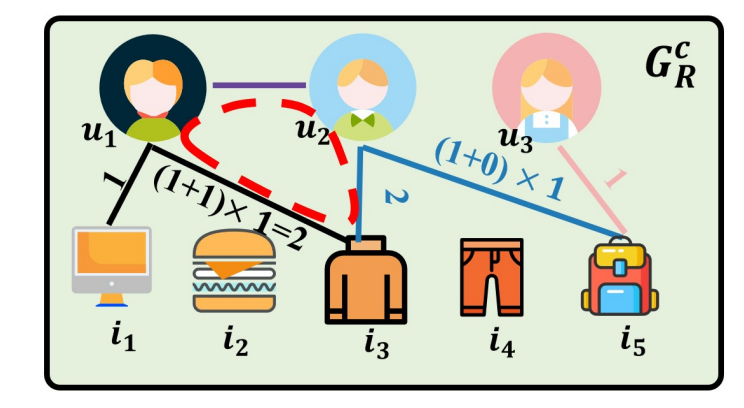 G_R^c
u_1
u_2
u_3
1
(1+1)× 1=2
2
(1+0) × 1
1
i_1
i_2
i_3
i_4
i_5